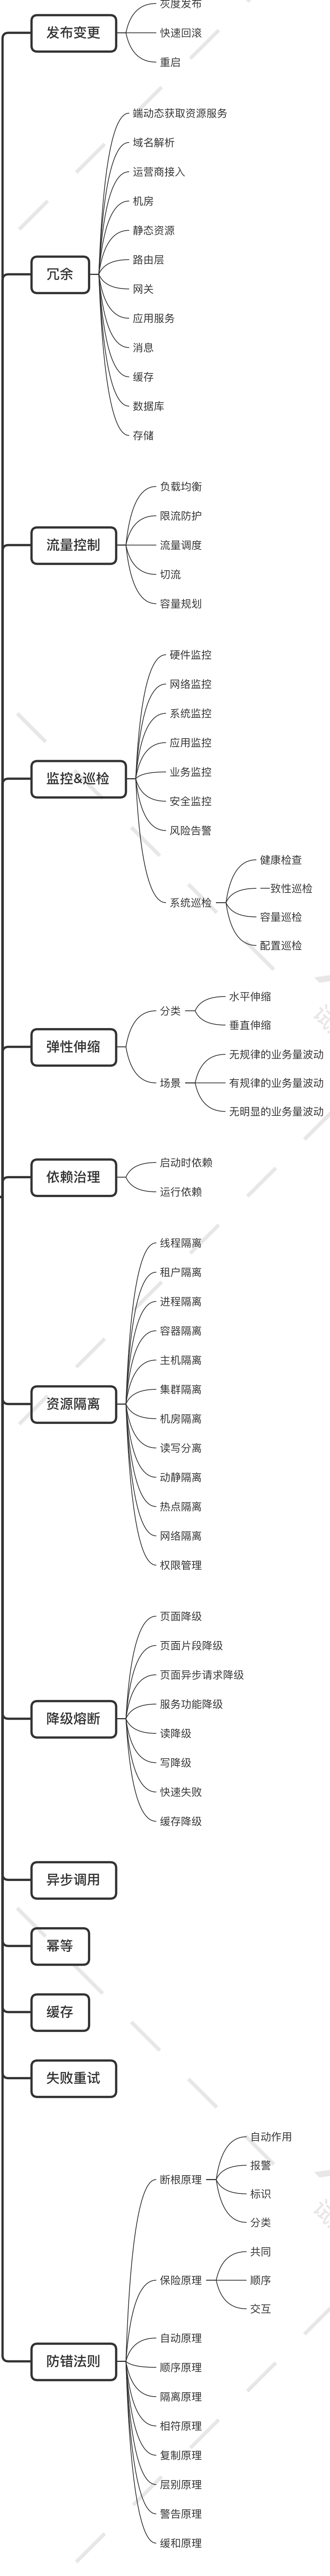 灰度发布
发布变更
快速回滚
重启
端动态获取资源服务
域名解析
运营商接入
机房
静态资源
路由层
冗余
网关
应用服务
消息
缓存
数据库
存储
负载均衡
限流防护
流量控制
流量调度
切流
容量规划
硬件监控
网络监控
系统监控
应用监控
业务监控
监控&巡检
安全监控
风险告警
系统巡检
健康检查
一致性巡检
容量巡检
配置巡检
弹性伸缩
分类
水平伸缩
垂直伸缩
场景
无规律的业务量波动
有规律的业务量波动
无明显的业务量波动
依赖治理
启动时依赖
运行依赖
线程隔离
租户隔离
进程隔离
容器隔离
主机隔离
集群隔离
资源隔离
机房隔离
读写分离
动静隔离
热点隔离
网络隔离
权限管理
页面降级
页面片段降级
页面异步请求降级
服务功能降级
降级熔断
读降级
写降级
快速失败
缓存降级
异步调用
幂等
缓存
失败重试
防错法则
断根原理
自动作用
报警
标识
分类
保险原理
共同
顺序
交互
自动原理
顺序原理
隔离原理
相符原理
复制原理
层别原理
警告原理
缓和原理
试
试